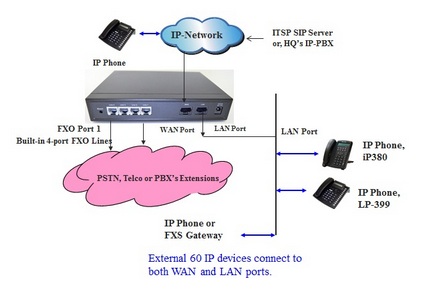 IP-Network
ITSP SIP Server
or, HQ's IP-PBX
IP Phone
FXO Port 1
Built-in 4-port FXO Lines
WAN Port
LAN Port
LAN Port
IP Phone,
iP380
PSTN, Telco or PBX's Extensions
IP Phone,
LP-399
IP Phone or
FXS Gateway
External 60 IP devices connect to
both WAN and LAN ports.